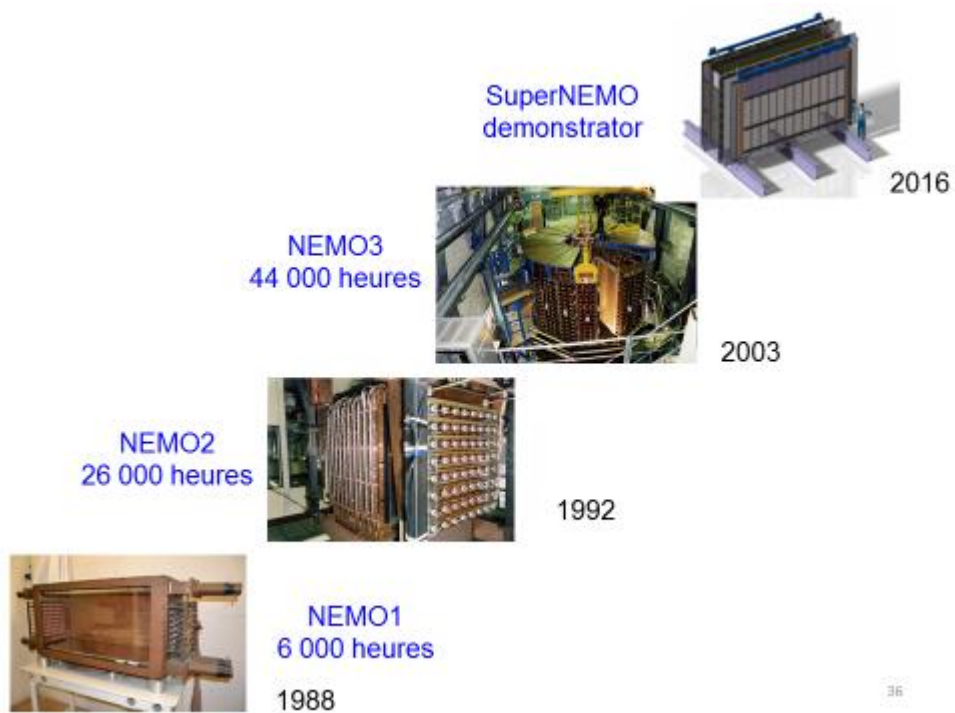 SuperNEMO
demonstrator
2016
NEMO3
44 000 heures
2003
NEMO2
26 000 heures
1992
NEMO1
6 000 heures
1988
36